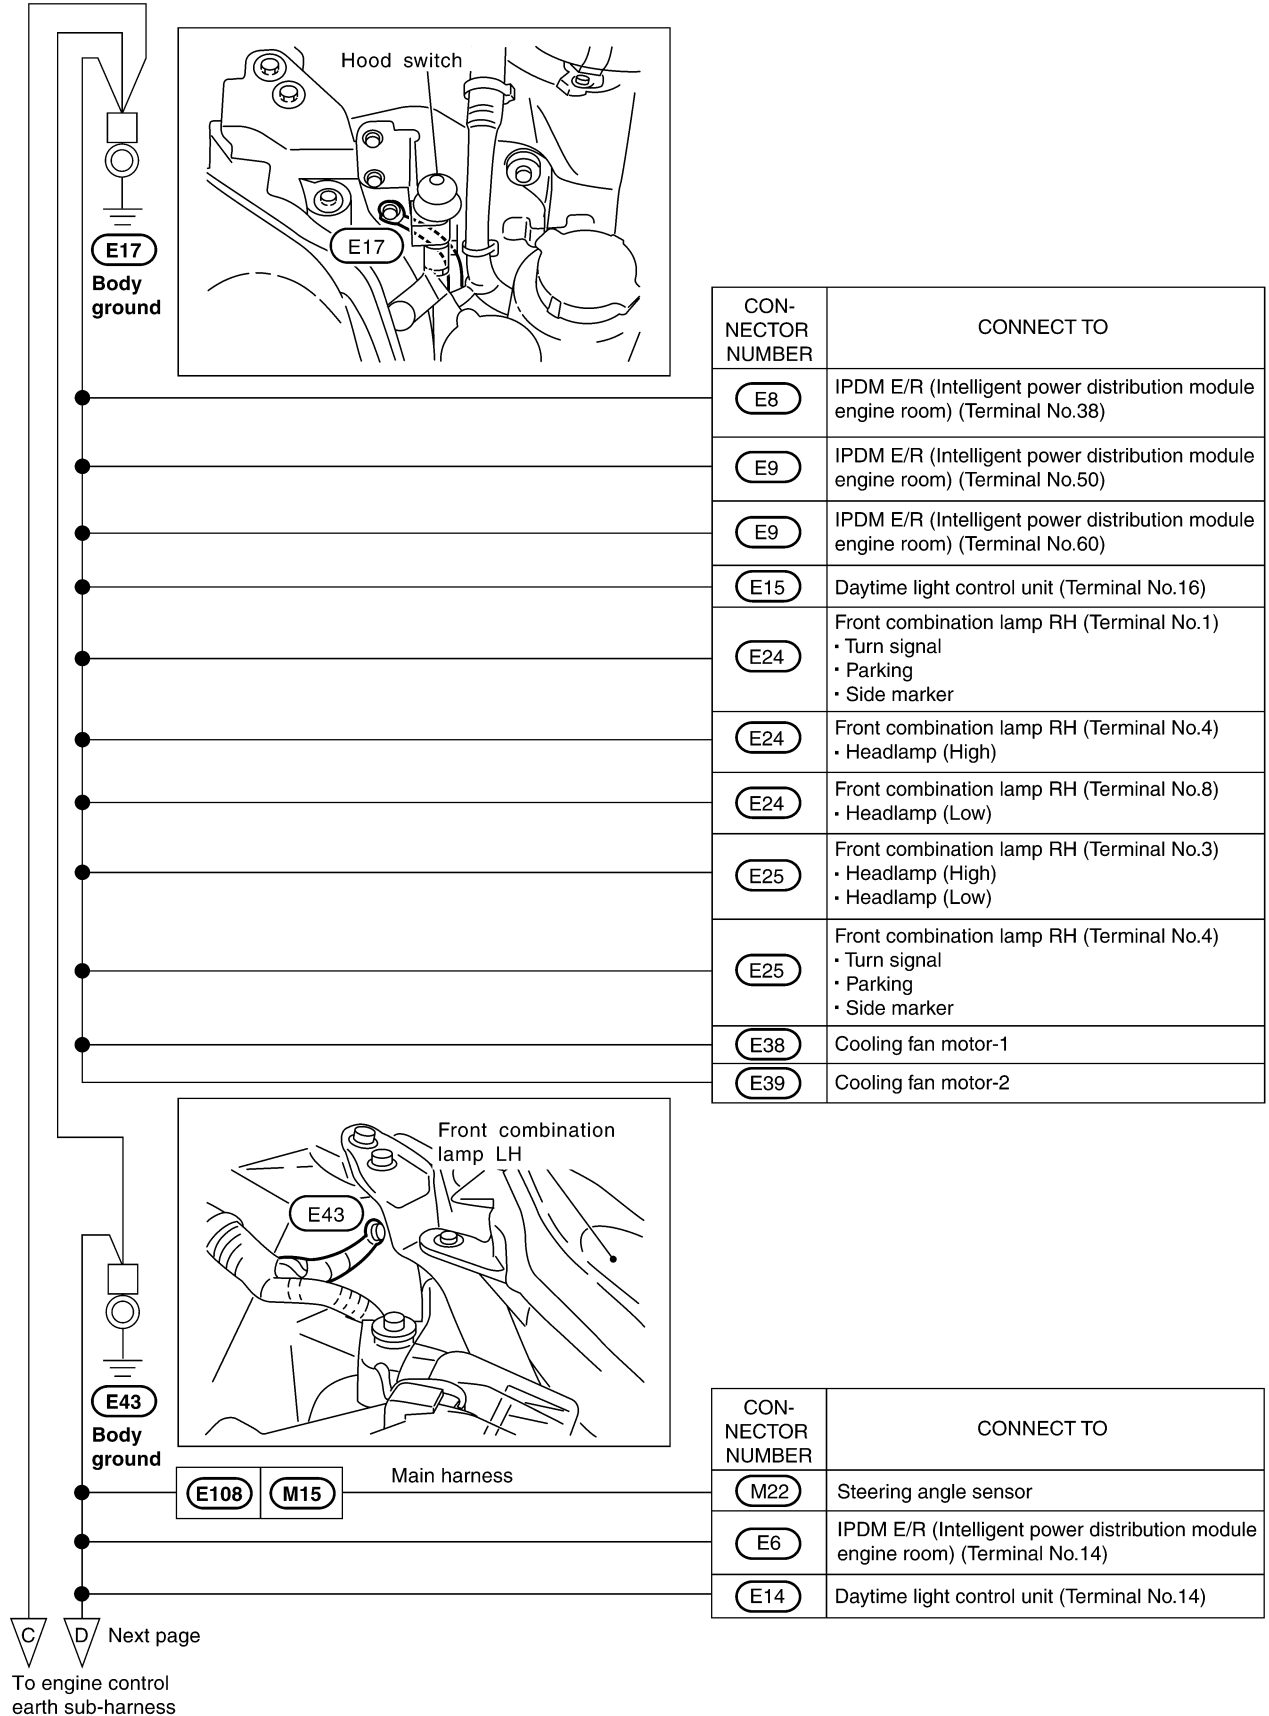 Hood switch
E17
E17
Body
ground
CON-
NECTOR
NUMBER
CONNECT TO
E8
IPDM E/R (Intelligent power distribution module
engine room) (Terminal No.38)
E9
IPDM E/R (Intelligent power distribution module
engine room) (Terminal No.50)
E9
IPDM E/R (Intelligent power distribution module
engine room) (Terminal No.60)
E15
Daytime light control unit (Terminal No.16)
E24
Front combination lamp RH (Terminal No.1)
· Turn signal
· Parking
· Side marker
E24
Front combination lamp RH (Terminal No.4)
· Headlamp (High)
E24
Front combination lamp RH (Terminal No.8)
· Headlamp (Low)
E25
Front combination lamp RH (Terminal No.3)
· Headlamp (High)
· Headlamp (Low)
E25
Front combination lamp RH (Terminal No.4)
· Turn signal
· Parking
· Side marker
E38
Cooling fan motor-1
E39
Cooling fan motor-2
Front combination
lamp LH
E43
E43
Body
ground
CON-
NECTOR
NUMBER
CONNECT TO
E108
M15
Main harness
M22
Steering angle sensor
E6
IPDM E/R (Intelligent power distribution module
engine room) (Terminal No.14)
E14
Daytime light control unit (Terminal No.14)
C
D
Next page
To engine control
earth sub-harness